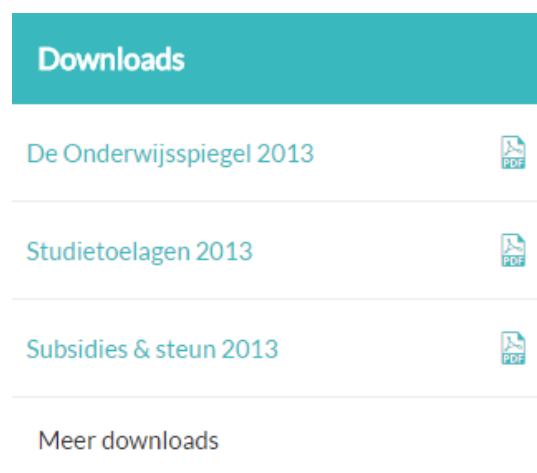 Downloads
De Onderwijsspiegel 2013
PDF
Studietoelagen 2013
PDF
Subsidies & steun 2013
PDF
Meer downloads